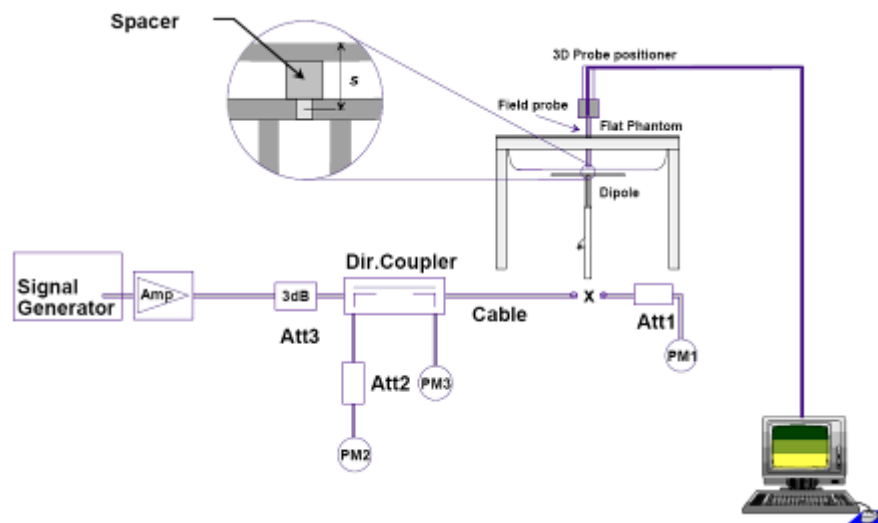 Spacer
s
3D Probe positioner
Field probe
Flat Phantom
Dipole
Dir.Coupler
Signal
Generator
Amp
3dB
Att3
Cable
X
Att1
PM1
Att2
PM3
PM2